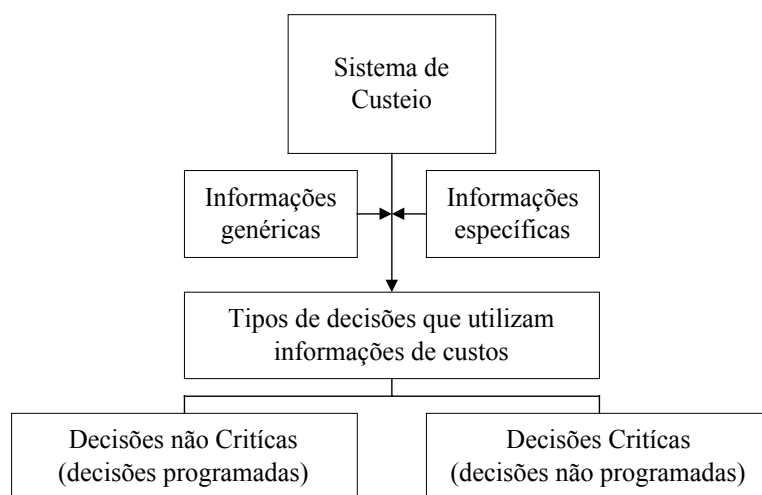 Sistema de
Custeio
Informações
genéricas
Informações
específicas
Tipos de decisões que utilizam
informações de custos
Decisões não Critícas
(decisões programadas)
Decisões Critícas
(decisões não programadas)